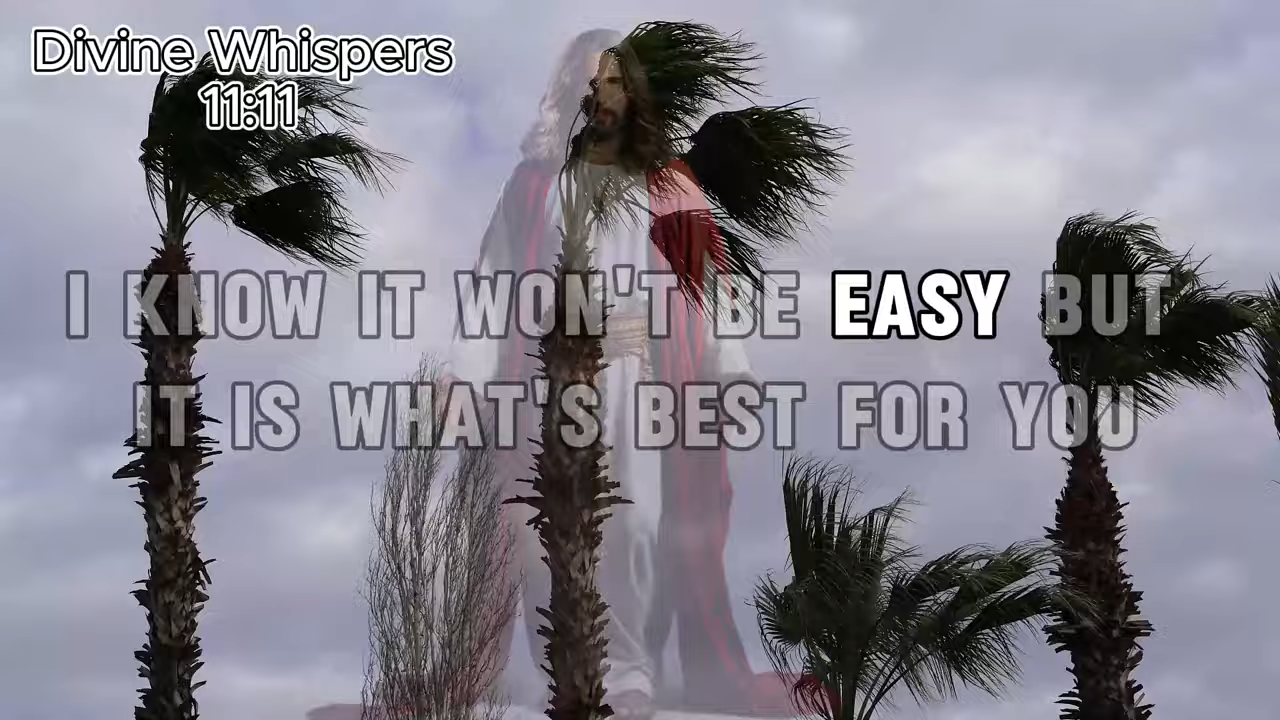 Divine Whispers
11:11
I KNOW IT WON'T BE EASY BUT
IT IS WHAT'S BEST FOR YOU